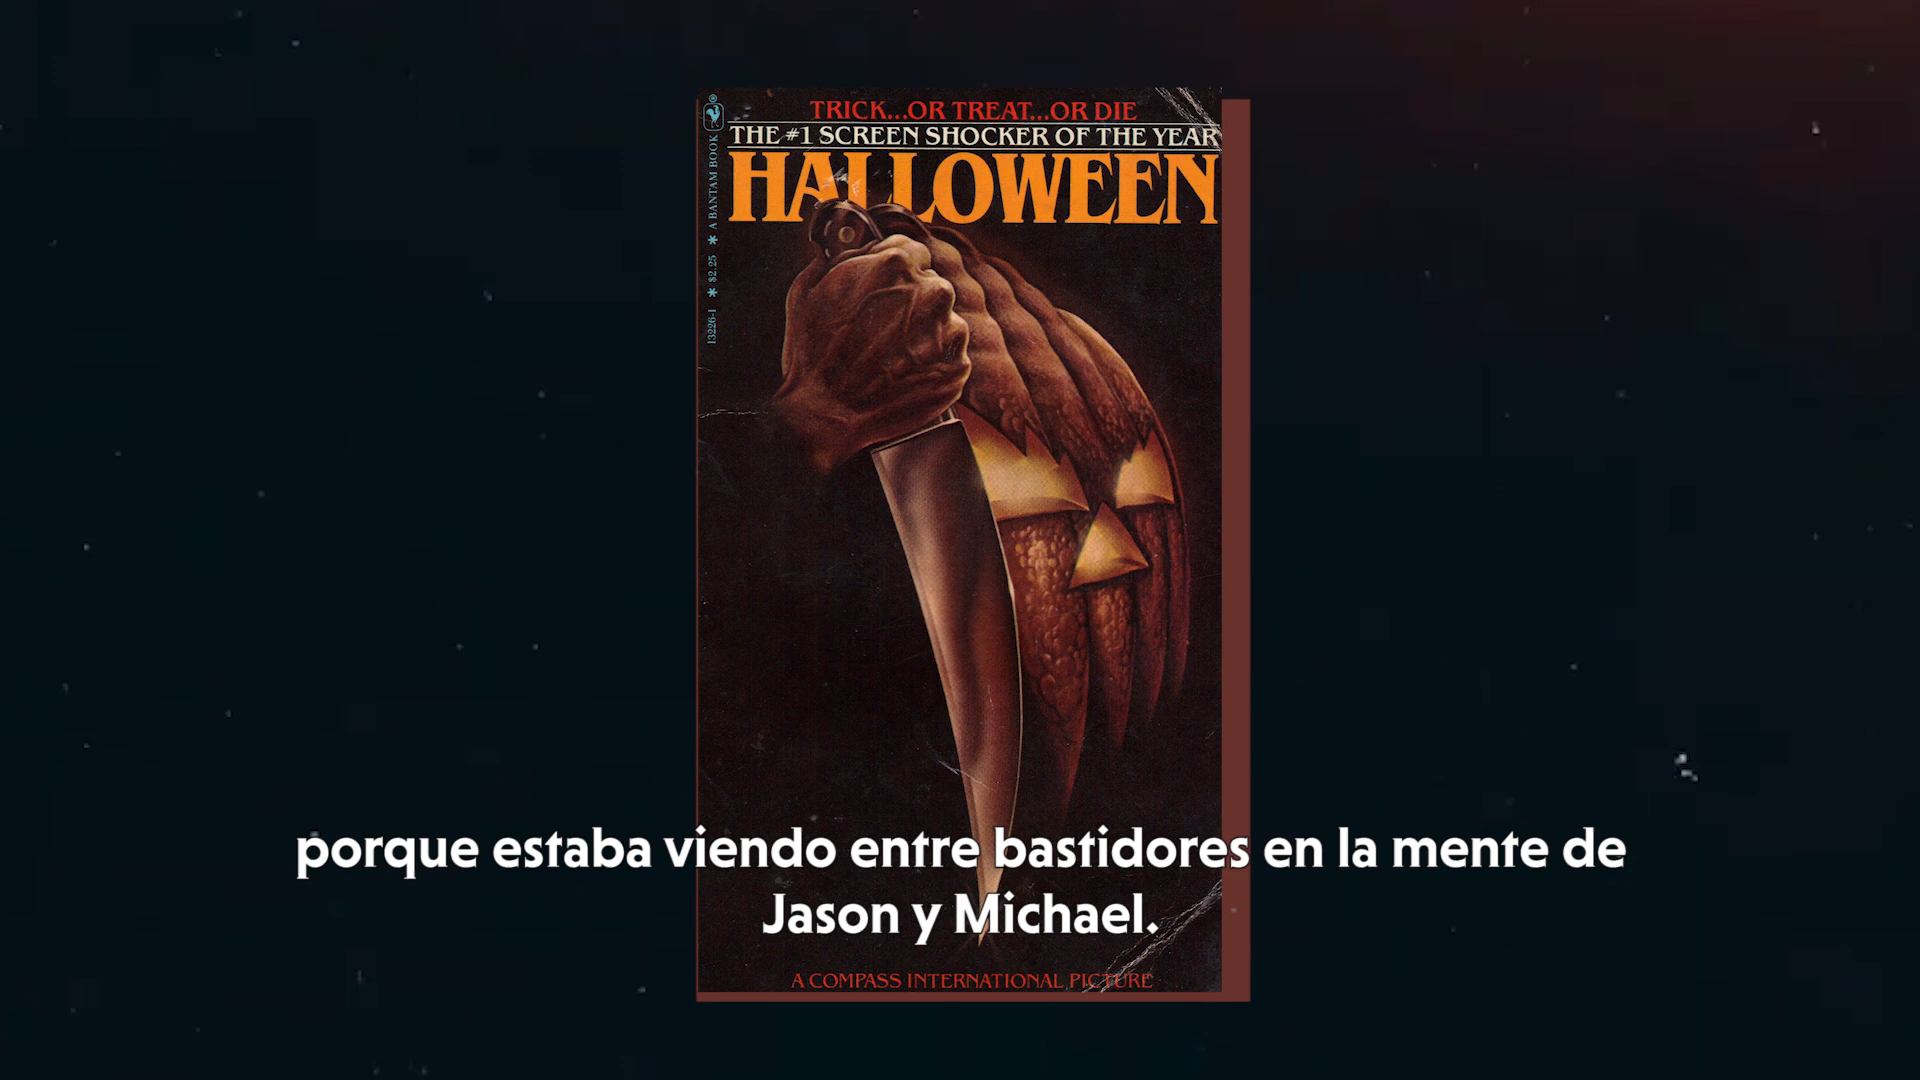 TRICK...OR TREAT...OR DIE
THE #1 SCREEN SHOCKER OF THE YEAR
HALLOWEEN
13226-1 * $2.25 * A BANTAM BOOK
porque estaba viendo entre bastidores en la mente de
Jason y Michael.
A COMPASS INTERNATIONAL PICTURE